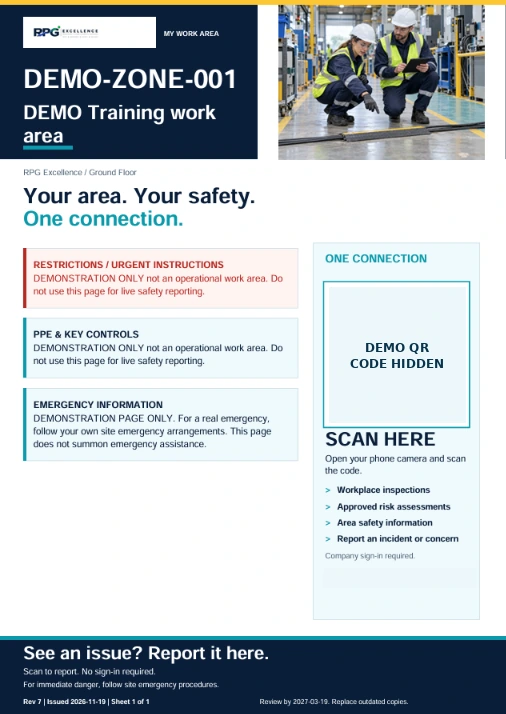 RPG EXCELLENCE
MY WORK AREA
DEMO-ZONE-001
DEMO Training work
area
RPG Excellence / Ground Floor
Your area. Your safety.
One connection.
RESTRICTIONS / URGENT INSTRUCTIONS
DEMONSTRATION ONLY not an operational work area. Do
not use this page for live safety reporting.
PPE & KEY CONTROLS
DEMONSTRATION ONLY not an operational work area. Do
not use this page for live safety reporting.
EMERGENCY INFORMATION
DEMONSTRATION PAGE ONLY. For a real emergency,
follow your own site emergency arrangements. This page
does not summon emergency assistance.
ONE CONNECTION
DEMO QR
CODE HIDDEN
SCAN HERE
Open your phone camera and scan
the code.
> Workplace inspections
> Approved risk assessments
> Area safety information
> Report an incident or concern
Company sign-in required.
See an issue? Report it here.
Scan to report. No sign-in required.
For immediate danger, follow site emergency procedures.
Rev 7 | Issued 2026-11-19 | Sheet 1 of 1
Review by 2027-03-19. Replace outdated copies.